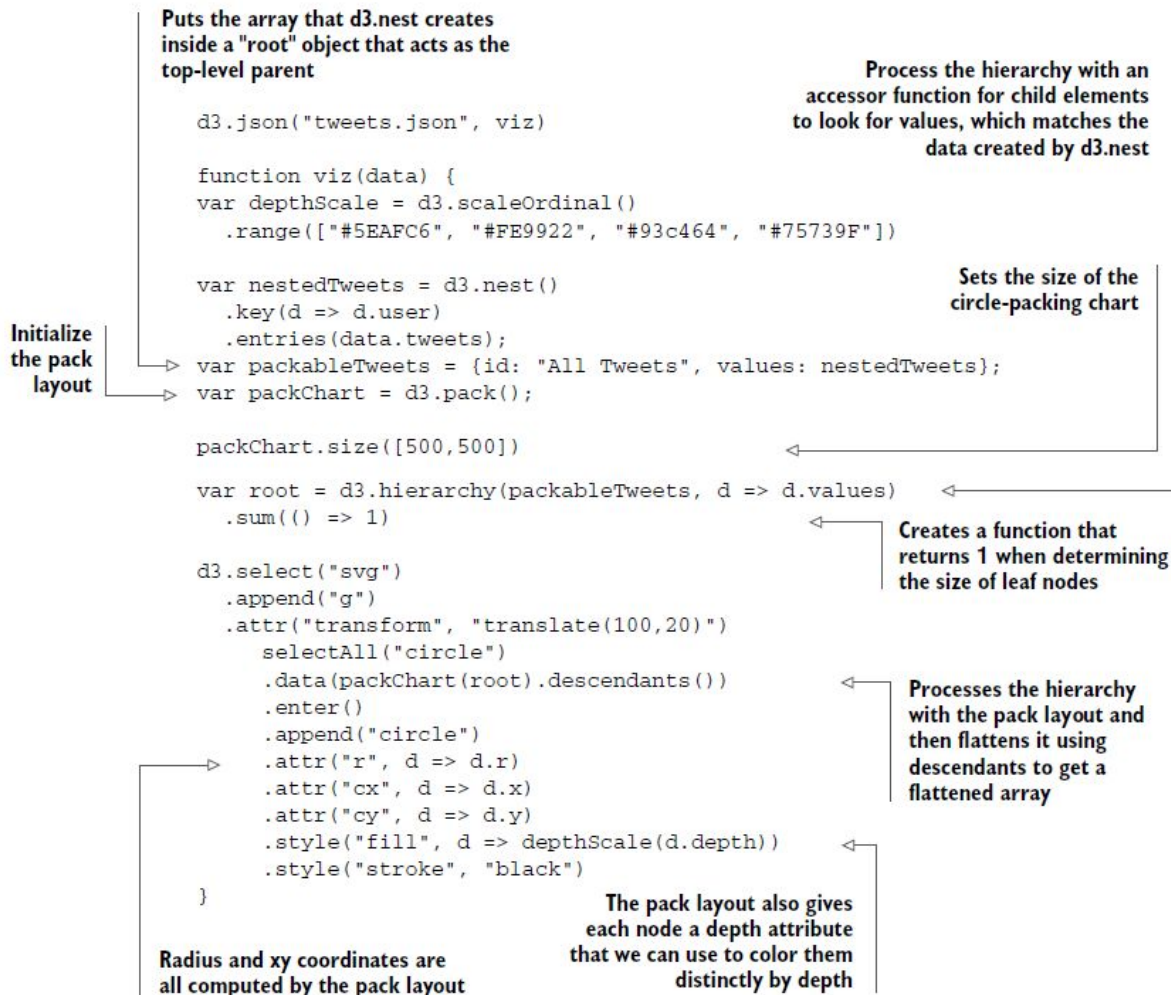 Puts the array that d3.nest creates
inside a "root" object that acts as the
top-level parent
Process the hierarchy with an
accessor function for child elements
to look for values, which matches the
data created by d3.nest
d3.json("tweets.json", viz)
function viz(data) {
var depthScale = d3.scaleOrdinal()
.range(["#5EAFC6", "#FE9922", "#93c464", "#75739F"])
var nestedTweets = d3.nest()
.key(d => d.user)
.entries(data.tweets);
Sets the size of the
circle-packing chart
Initialize
the pack
layout
var packableTweets = {id: "All Tweets", values: nestedTweets};
var packChart = d3.pack();
packChart.size([500,500])
var root = d3.hierarchy(packableTweets, d => d.values)
.sum(() => 1)
Creates a function that
returns 1 when determining
the size of leaf nodes
d3.select("svg")
.append("g")
.attr("transform", "translate(100,20)")
selectAll("circle")
.data(packChart(root).descendants())
.enter()
.append("circle")
.attr("r", d => d.r)
.attr("cx", d => d.x)
.attr("cy", d => d.y)
.style("fill", d => depthScale(d.depth))
.style("stroke", "black")
}
Processes the hierarchy
with the pack layout and
then flattens it using
descendants to get a
flattened array
Radius and xy coordinates are
all computed by the pack layout
The pack layout also gives
each node a depth attribute
that we can use to color them
distinctly by depth